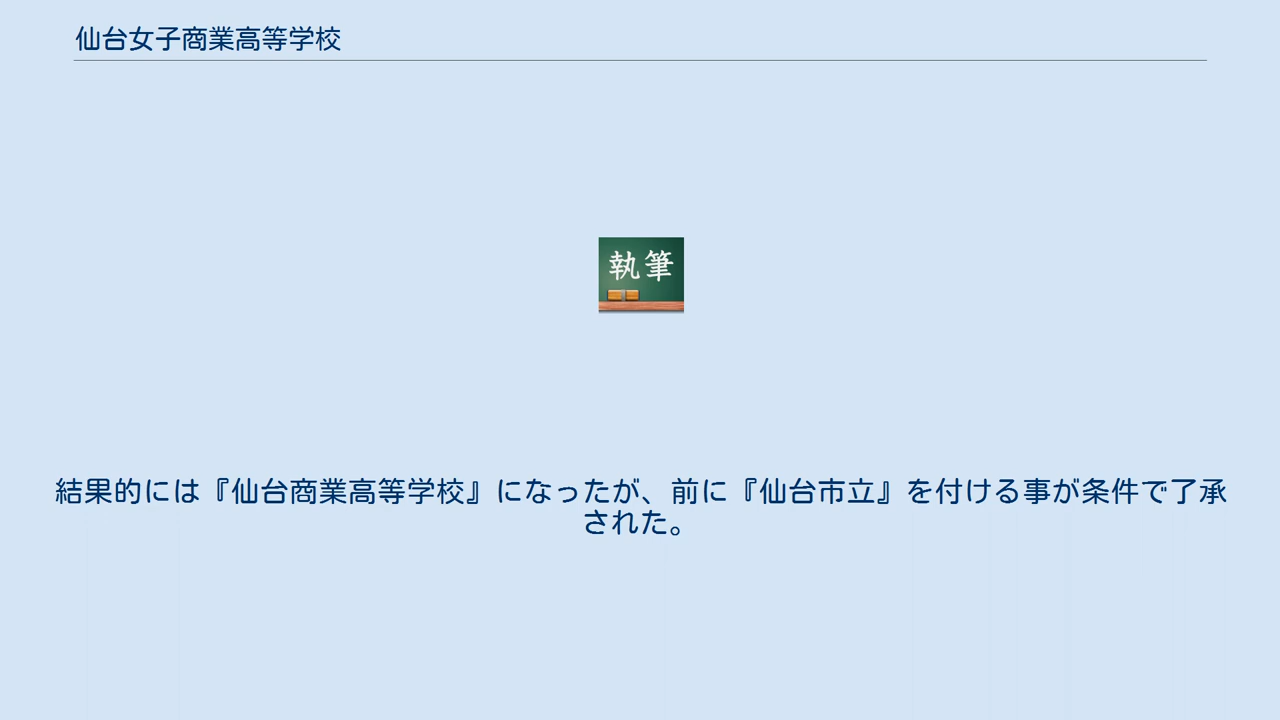 仙台女子商業高等学校
執筆
結果的には『仙台商業高等学校』になったが、前に『仙台市立』を付ける事が条件で了承
された。